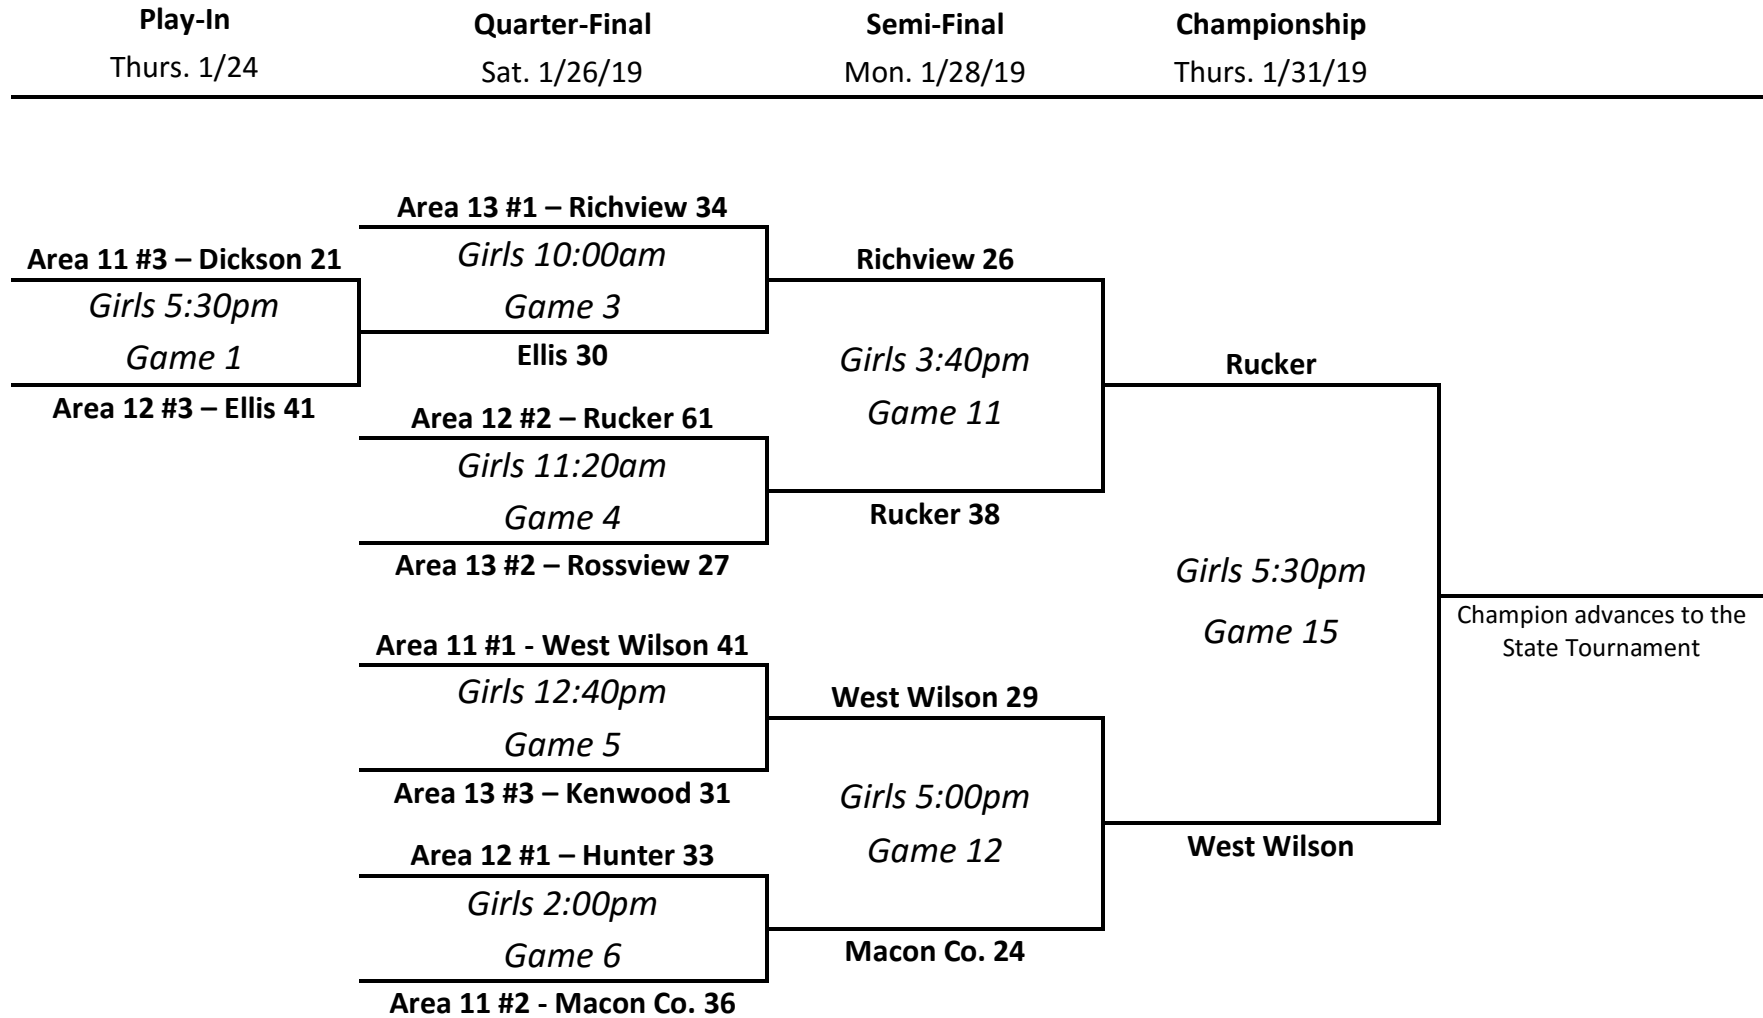 Play-In
Thurs. 1/24
Quarter-Final
Sat. 1/26/19
Semi-Final
Mon. 1/28/19
Championship
Thurs. 1/31/19
Area 11 #3 – Dickson 21
Girls 5:30pm
Game 1
Area 12 #3 – Ellis 41
Area 13 #1 – Richview 34
Girls 10:00am
Game 3
Ellis 30
Area 12 #2 – Rucker 61
Girls 11:20am
Game 4
Area 13 #2 – Rossview 27
Area 11 #1 - West Wilson 41
Girls 12:40pm
Game 5
Area 13 #3 – Kenwood 31
Area 12 #1 – Hunter 33
Girls 2:00pm
Game 6
Area 11 #2 - Macon Co. 36
Richview 26
Girls 3:40pm
Game 11
Rucker 38
West Wilson 29
Girls 5:00pm
Game 12
Macon Co. 24
Rucker
Girls 5:30pm
Game 15
West Wilson
Champion advances to the
State Tournament